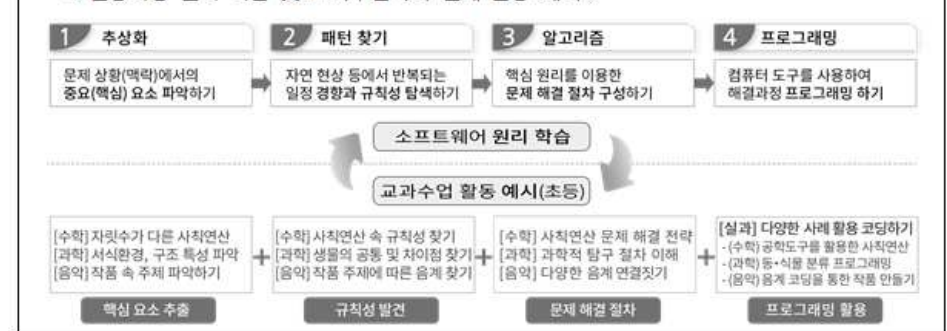 1 추상화
문제 상황(맥락)에서의
중요(핵심) 요소 파악하기
2 패턴 찾기
자연 현상 등에서 반복되는
일정 경향과 규칙성 탐색하기
3 알고리즘
핵심 원리를 이용한
문제 해결 절차 구성하기
4 프로그래밍
컴퓨터 도구를 사용하여
해결과정 프로그래밍 하기
소프트웨어 원리 학습
교과수업 활동 예시(초등)
[수학] 자릿수가 다른 사칙연산
[과학] 서식환경, 구조 특성 파악
[음악] 작품 속 주제 파악하기
핵심 요소 추출
+
[수학] 사칙연산 속 규칙성 찾기
[과학] 생물의 공통 및 차이점 찾기
[음악] 작품 주제에 따른 음계 찾기
규칙성 발견
+
[수학] 사칙연산 문제 해결 전략
[과학] 과학적 탐구 절차 이해
[음악] 다양한 음계 연결짓기
문제 해결 절차
+
[실과] 다양한 사례 활용 코딩하기
- (수학) 공학도구를 활용한 사칙연산
- (과학) 동·식물 분류 프로그래밍
- (음악) 음계 코딩을 통한 작품 만들기
프로그래밍 활용